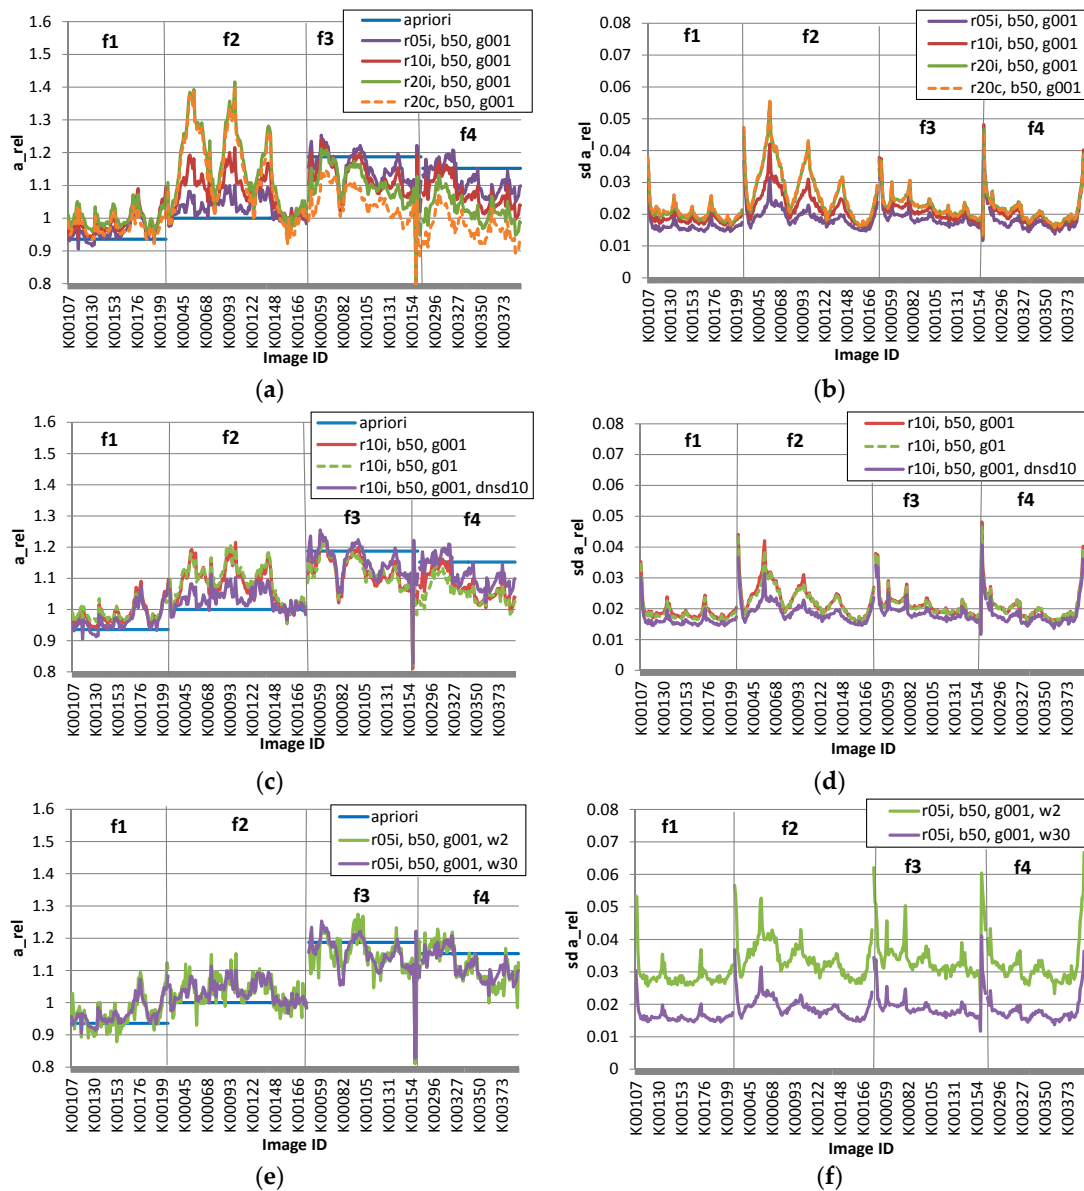 1.6
1.5
1.4
1.3
1.2
1.1
1
0.9
0.8
a_rel
f1
f2
f3
f4
apriori
r05i, b50, g001
r10i, b50, g001
r20i, b50, g001
r20c, b50, g001
K00107
K00130
K00153
K00176
K00199
K00045
K00068
K00093
K00122
K00148
K00166
K00059
K00082
K00105
K00131
K00154
K00296
K00327
K00350
K00373
Image ID
(a)
0.08
0.07
0.06
0.05
0.04
0.03
0.02
0.01
0
sd a_rel
f1
f2
f3
f4
r05i, b50, g001
r10i, b50, g001
r20i, b50, g001
r20c, b50, g001
K00107
K00130
K00153
K00176
K00199
K00045
K00068
K00093
K00122
K00148
K00166
K00059
K00082
K00105
K00131
K00154
K00296
K00327
K00350
K00373
Image ID
(b)
1.6
1.5
1.4
1.3
1.2
1.1
1
0.9
0.8
a_rel
f1
f2
f3
f4
apriori
r10i, b50, g001
r10i, b50, g01
r10i, b50, g001, dnsd10
K00107
K00130
K00153
K00176
K00199
K00045
K00068
K00093
K00122
K00148
K00166
K00059
K00082
K00105
K00131
K00154
K00296
K00327
K00350
K00373
Image ID
(c)
0.08
0.07
0.06
0.05
0.04
0.03
0.02
0.01
0
sd a_rel
f1
f2
f3
f4
r10i, b50, g001
r10i, b50, g01
r10i, b50, g001, dnsd10
K00107
K00130
K00153
K00176
K00199
K00045
K00068
K00093
K00122
K00148
K00166
K00059
K00082
K00105
K00131
K00154
K00296
K00327
K00350
K00373
Image ID
(d)
1.6
1.5
1.4
1.3
1.2
1.1
1
0.9
0.8
a_rel
f1
f2
f3
f4
apriori
r05i, b50, g001, w2
r05i, b50, g001, w30
K00107
K00130
K00153
K00176
K00199
K00045
K00068
K00093
K00122
K00148
K00166
K00059
K00082
K00105
K00131
K00154
K00296
K00327
K00350
K00373
Image ID
(e)
0.08
0.07
0.06
0.05
0.04
0.03
0.02
0.01
0
sd a_rel
f1
f2
f3
f4
r05i, b50, g001, w2
r05i, b50, g001, w30
K00107
K00130
K00153
K00176
K00199
K00045
K00068
K00093
K00122
K00148
K00166
K00059
K00082
K00105
K00131
K00154
K00296
K00327
K00350
K00373
Image ID
(f)